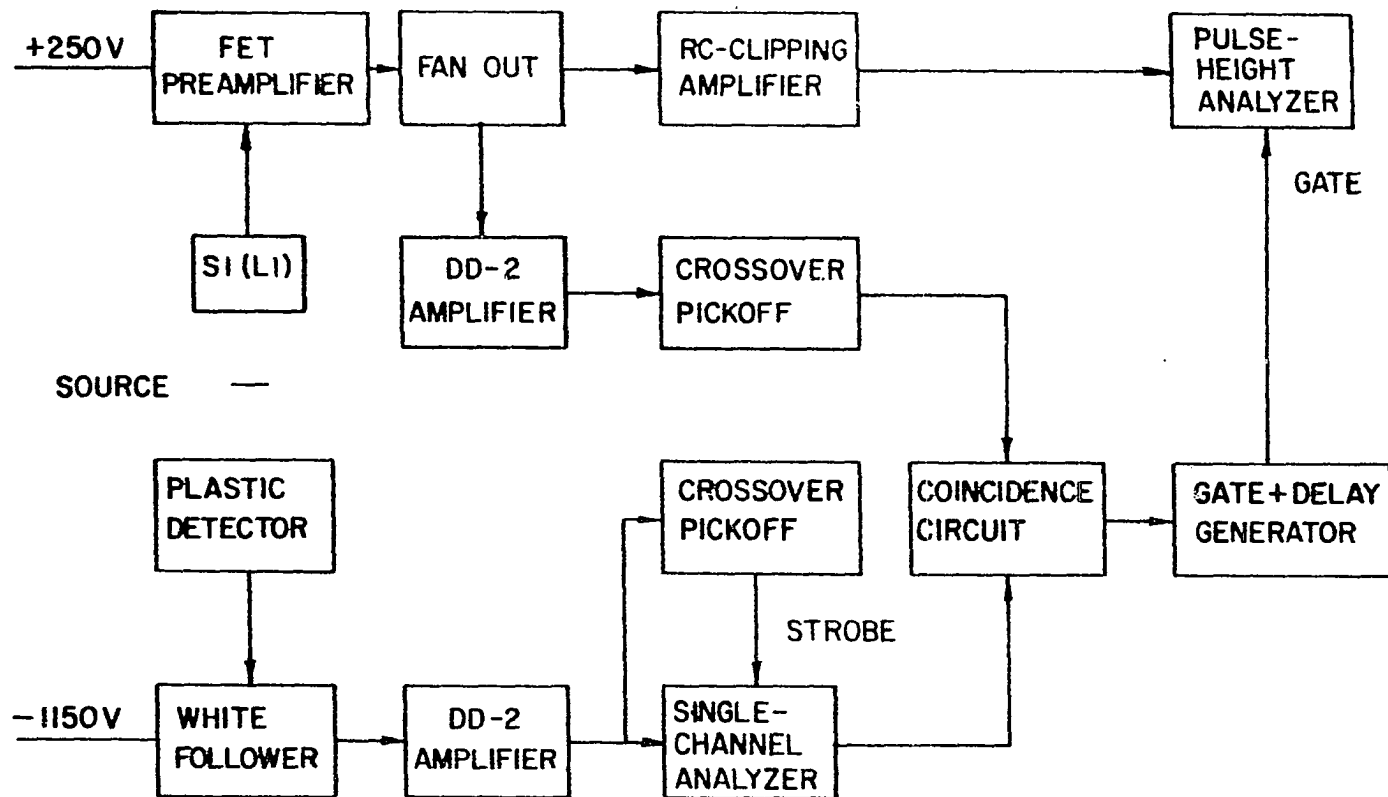 +250V
FET
PREAMPLIFIER
FAN OUT
RC-CLIPPING
AMPLIFIER
PULSE-
HEIGHT
ANALYZER
GATE
SI(LI)
DD-2
AMPLIFIER
CROSSOVER
PICKOFF
SOURCE —
PLASTIC
DETECTOR
CROSSOVER
PICKOFF
COINCIDENCE
CIRCUIT
GATE+DELAY
GENERATOR
STROBE
-1150V
WHITE
FOLLOWER
DD-2
AMPLIFIER
SINGLE-
CHANNEL
ANALYZER